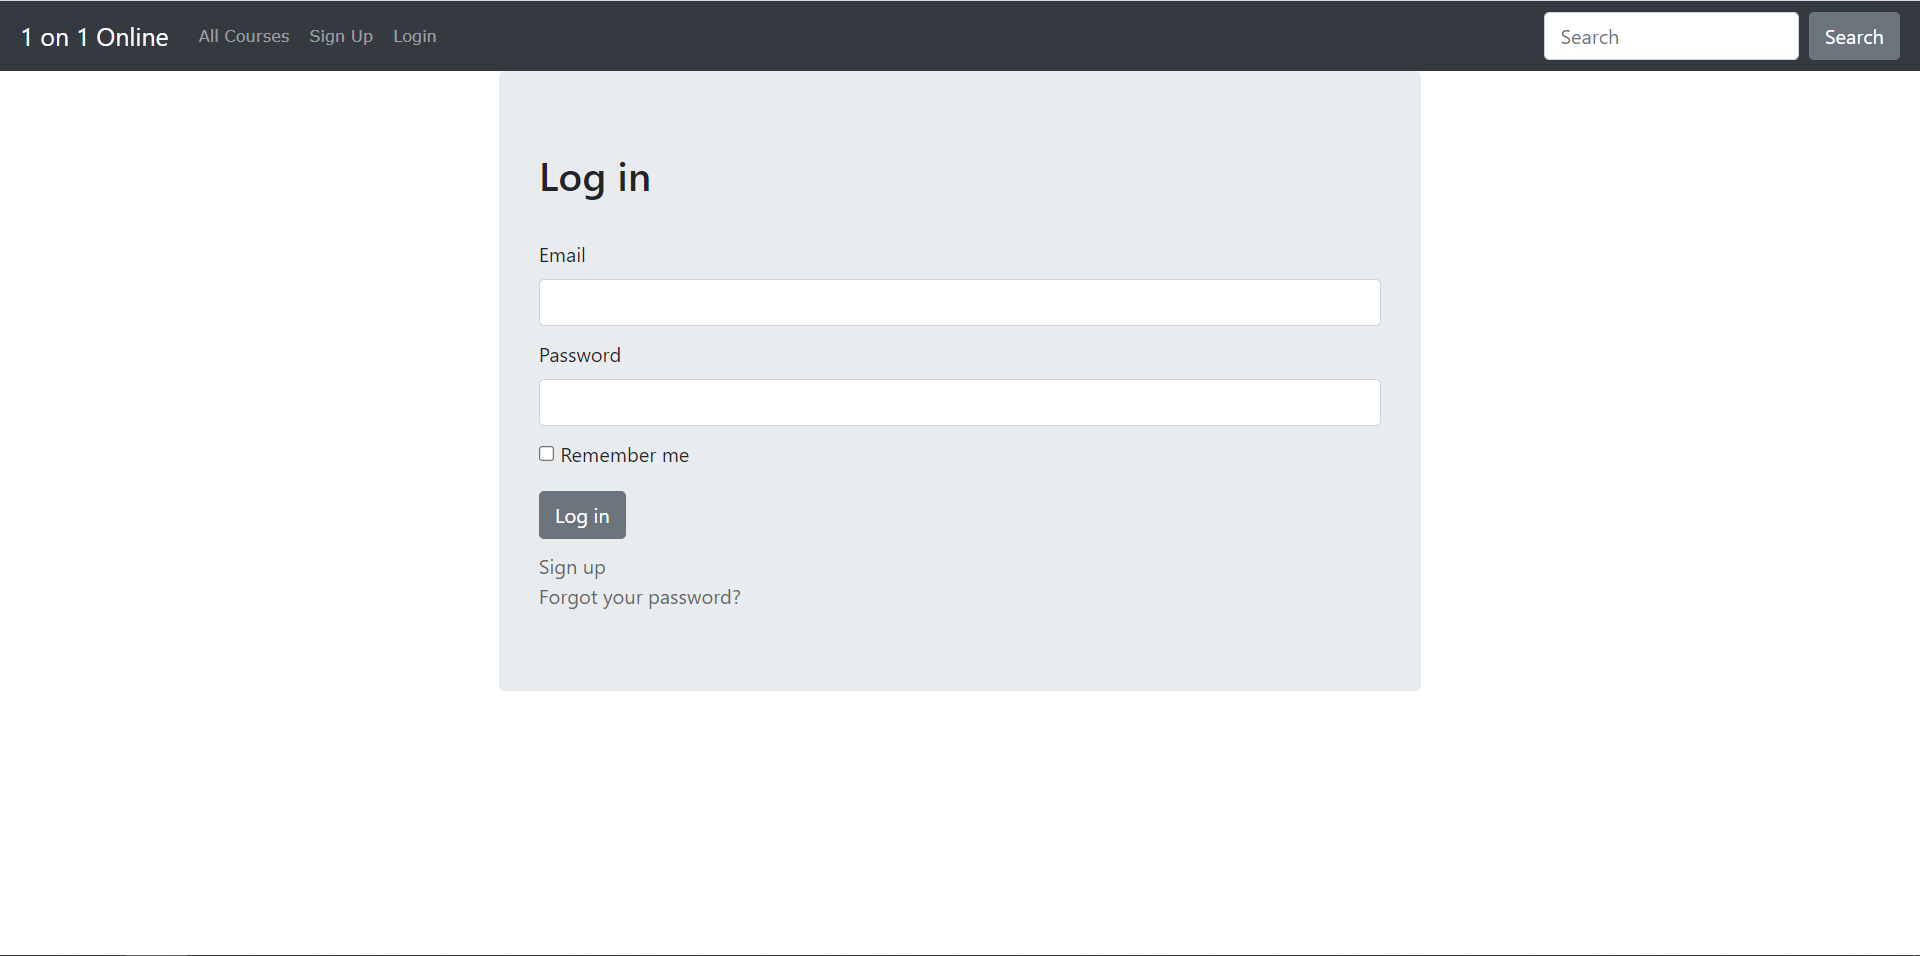 1 on 1 Online All Courses Sign Up Login Search Search
Log in
Email
Password
Remember me
Log in
Sign up
Forgot your password?